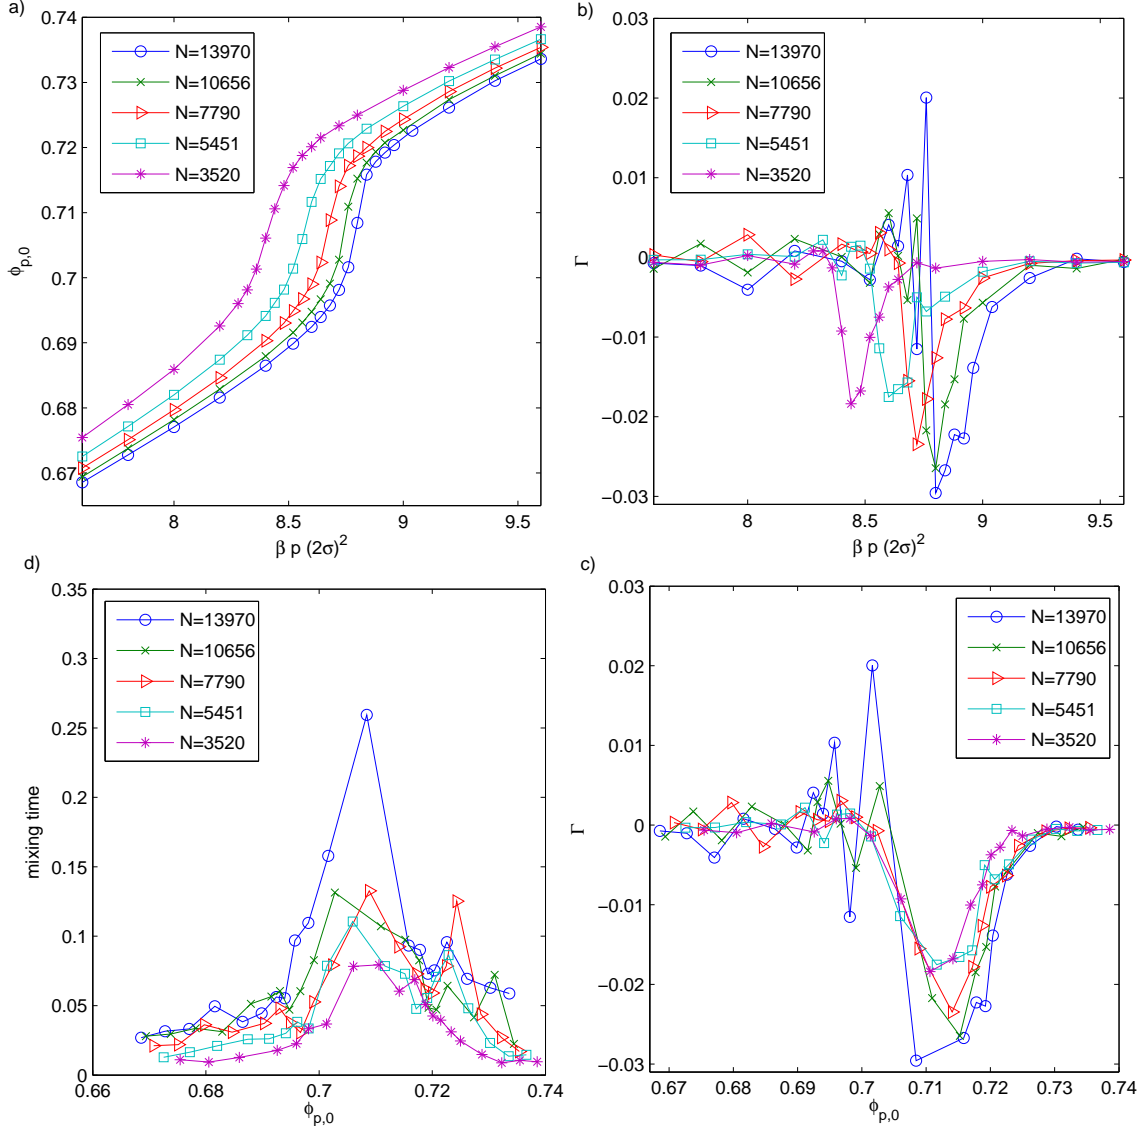 a)
0.74
0.73
0.72
0.71
0.7
0.69
0.68
0.67
ϕp,0
8
8.5
9
9.5
β p (2σ)²
N=13970
N=10656
N=7790
N=5451
N=3520
b)
0.03
0.02
0.01
0
−0.01
−0.02
−0.03
Γ
8
8.5
9
9.5
β p (2σ)²
N=13970
N=10656
N=7790
N=5451
N=3520
d)
0.35
0.3
0.25
0.2
0.15
0.1
0.05
0
mixing time
0.66
0.68
0.7
0.72
0.74
ϕp,0
N=13970
N=10656
N=7790
N=5451
N=3520
c)
0.03
0.02
0.01
0
−0.01
−0.02
−0.03
Γ
0.67
0.68
0.69
0.7
0.71
0.72
0.73
0.74
ϕp,0
N=13970
N=10656
N=7790
N=5451
N=3520